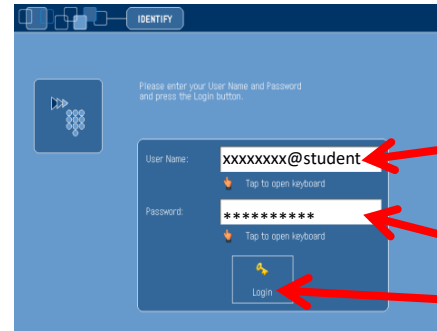 IDENTIFY
Please enter your User Name and Password
and press the Login button.
User Name:
xxxxxxxx@student
Tap to open keyboard
Password:
**********
Tap to open keyboard
Login